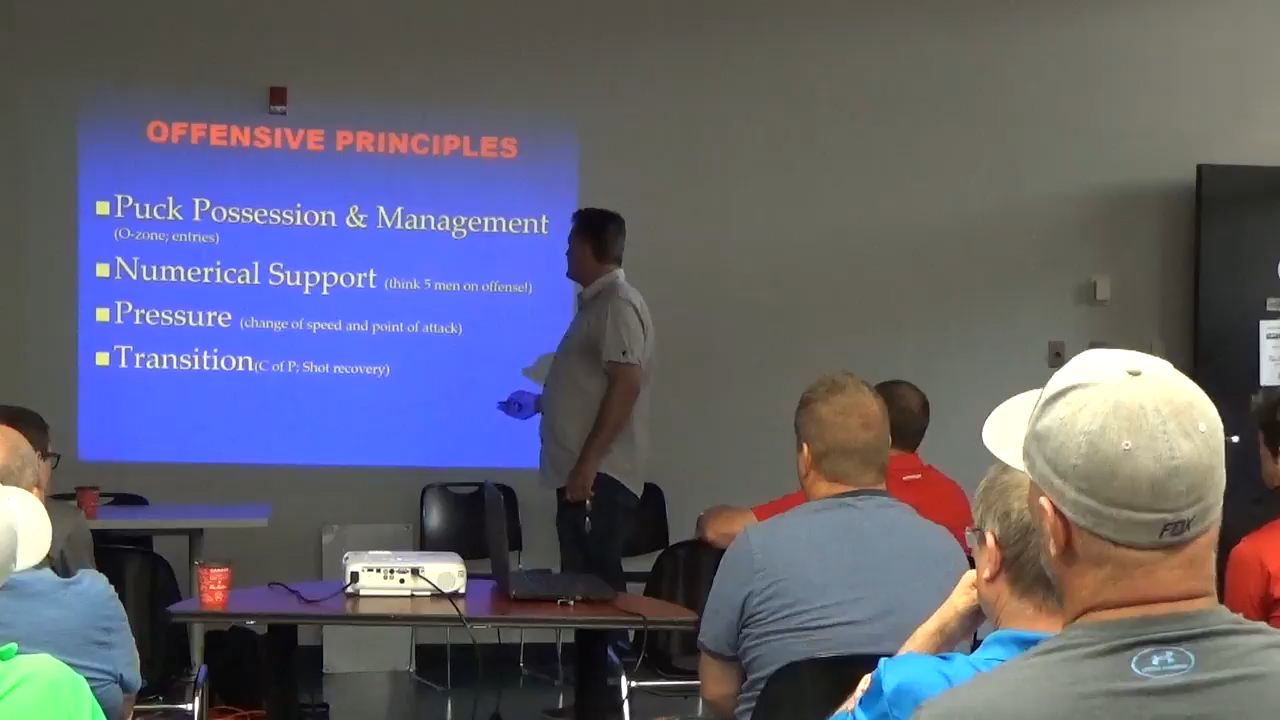 OFFENSIVE PRINCIPLES
Puck Possession & Management
(O-zone; entries)
Numerical Support (think 5 men on offense!)
Pressure (change of speed and point of attack)
Transition(C of P; Shot recovery)
FOX